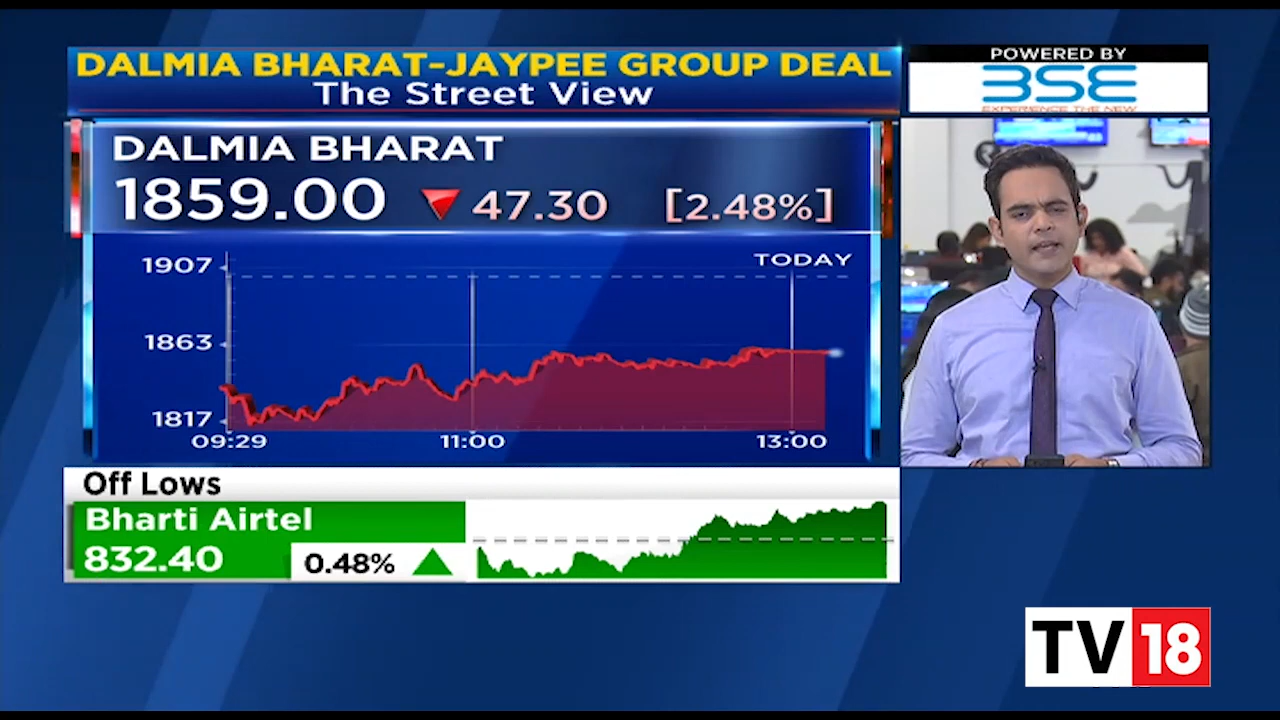 DALMIA BHARAT-JAYPEE GROUP DEAL
The Street View
POWERED BY
BSE
EXPERIENCE THE NEW
DALMIA BHARAT
1859.00 ▼ 47.30 [2.48%]
TODAY
1907
1863
1817
09:29 11:00 13:00
Off Lows
Bharti Airtel
832.40 0.48% ▲
TV18